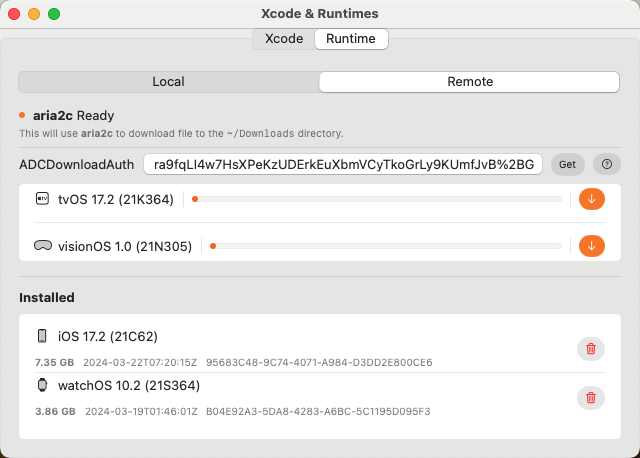 Xcode & Runtimes
Xcode Runtime
Local Remote
aria2c Ready
This will use aria2c to download file to the ~/Downloads directory.
ADCDownloadAuth ra9fqLI4w7HsXPeKzUDErkEuXbmVCyTkoGrLy9KUmfJvB%2BG Get
tvOS 17.2 (21K364)
visionOS 1.0 (21N305)
Installed
iOS 17.2 (21C62)
7.35 GB 2024-03-22T07:20:15Z 95683C48-9C74-4071-A984-D3DD2E800CE6
watchOS 10.2 (21S364)
3.86 GB 2024-03-19T01:46:01Z B04E92A3-5DA8-4283-A6BC-5C1195D095F3